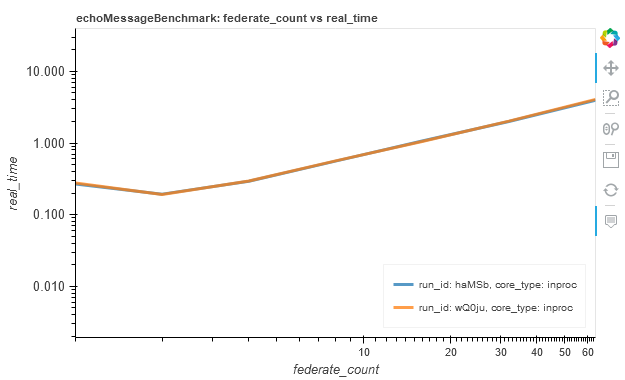 echoMessageBenchmark: federate_count vs real_time
10.000
1.000
0.100
0.010
real_time
run_id: haMSb, core_type: inproc
run_id: wQ0ju, core_type: inproc
10
20
30
40
50
60
federate_count